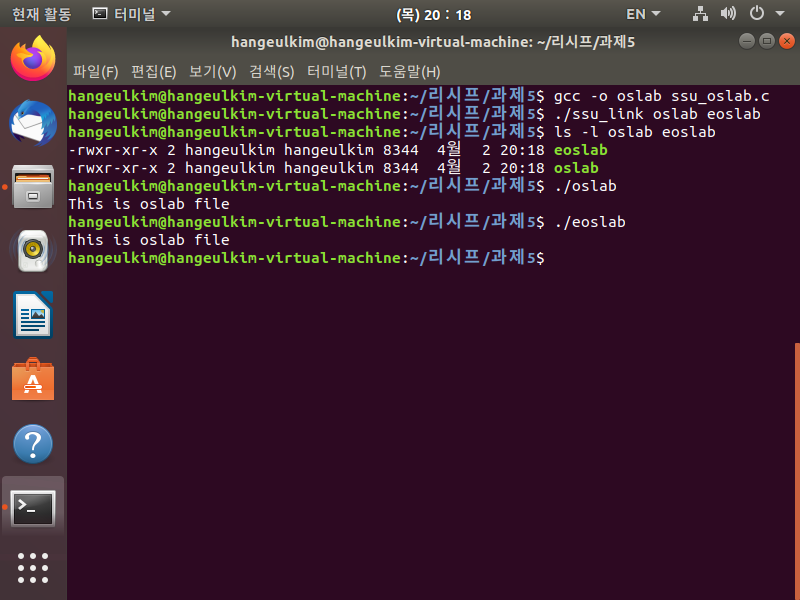 현재 활동 터미널 (목) 20 : 18 EN
hangeulkim@hangeulkim-virtual-machine: ~/리시프/과제5
파일(F) 편집(E) 보기(V) 검색(S) 터미널(T) 도움말(H)
hangeulkim@hangeulkim-virtual-machine:~/리시프/과제5$ gcc -o oslab ssu_oslab.c
hangeulkim@hangeulkim-virtual-machine:~/리시프/과제5$ ./ssu_link oslab eoslab
hangeulkim@hangeulkim-virtual-machine:~/리시프/과제5$ ls -l oslab eoslab
-rwxr-xr-x 2 hangeulkim hangeulkim 8344  4월  2 20:18 eoslab
-rwxr-xr-x 2 hangeulkim hangeulkim 8344  4월  2 20:18 oslab
hangeulkim@hangeulkim-virtual-machine:~/리시프/과제5$ ./oslab
This is oslab file
hangeulkim@hangeulkim-virtual-machine:~/리시프/과제5$ ./eoslab
This is oslab file
hangeulkim@hangeulkim-virtual-machine:~/리시프/과제5$